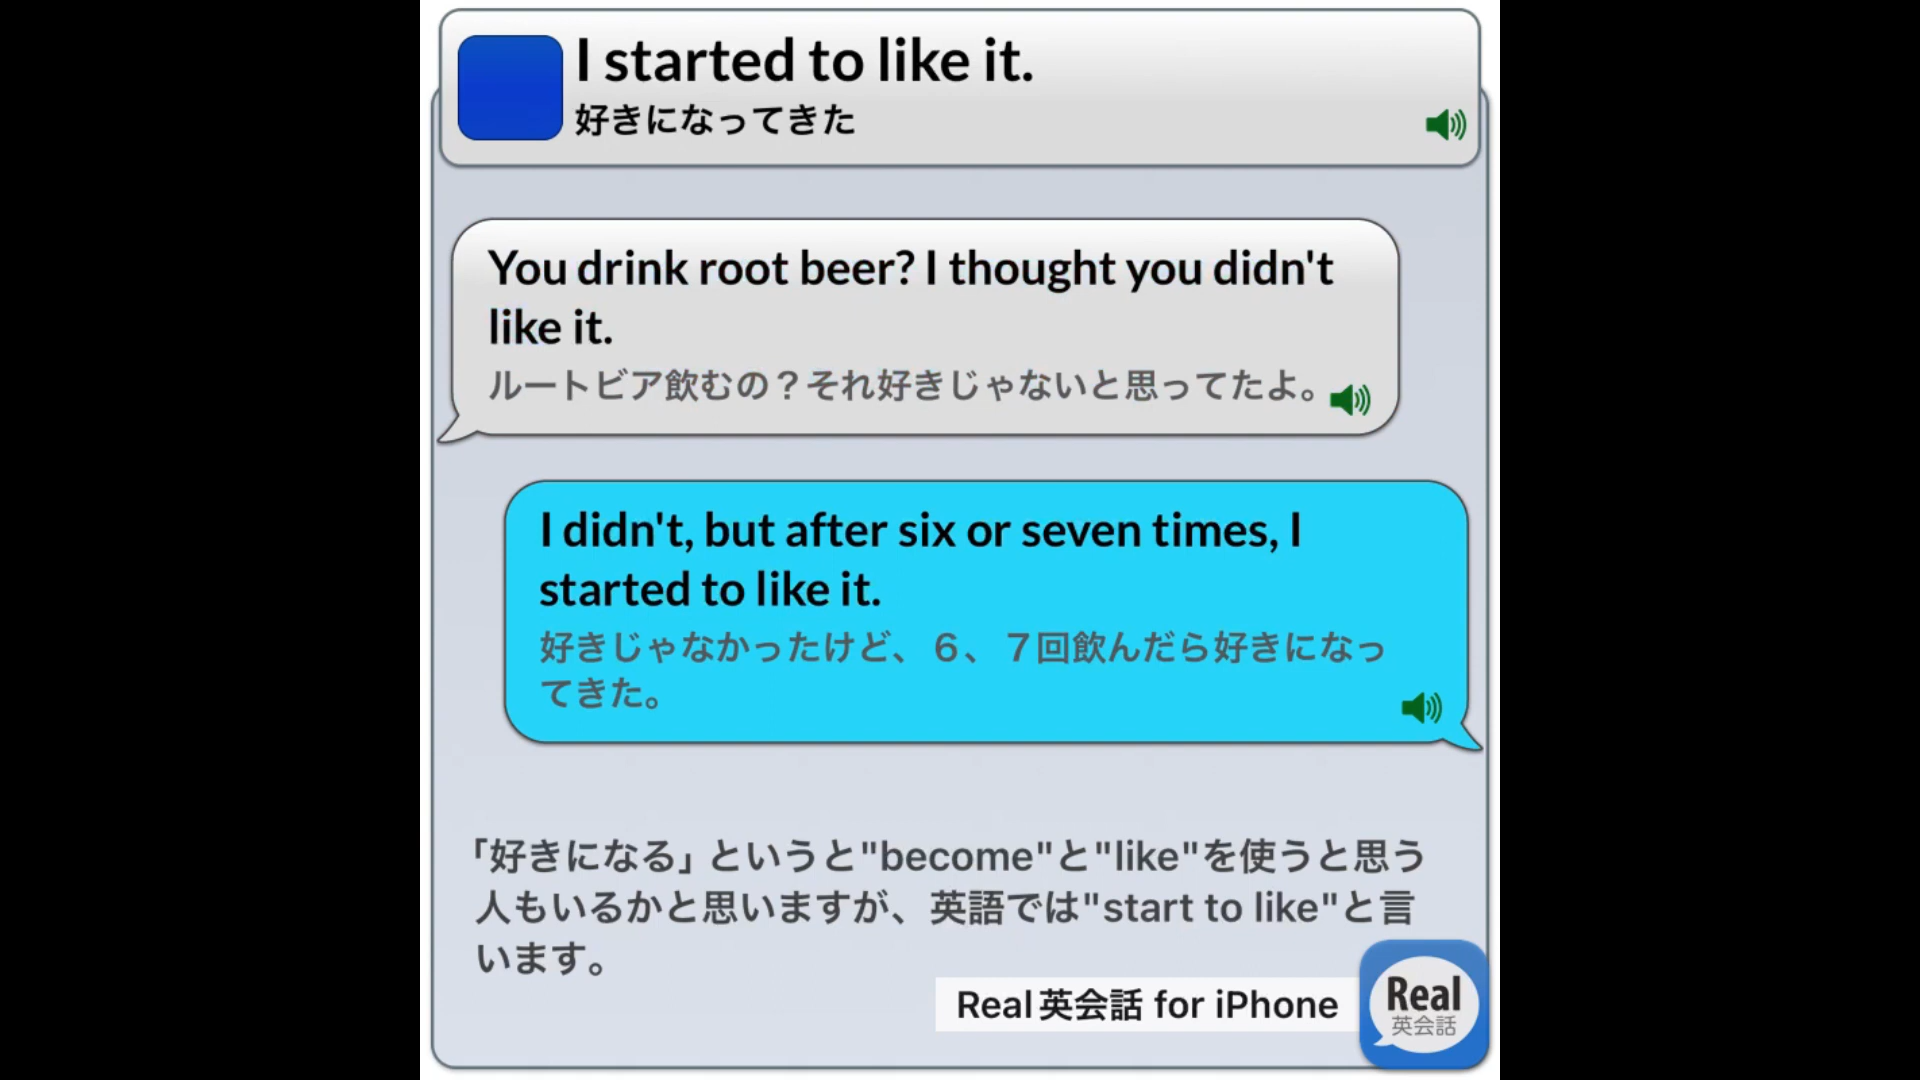 I started to like it.
好きになってきた
You drink root beer? I thought you didn't
like it.
ルートビア飲むの？それ好きじゃないと思ってたよ。
I didn't, but after six or seven times, I
started to like it.
好きじゃなかったけど、６、７回飲んだら好きになっ
てきた。
「好きになる」というと"become"と"like"を使うと思う
人もいるかと思いますが、英語では"start to like"と言
います。
Real英会話 for iPhone
Real
英会話